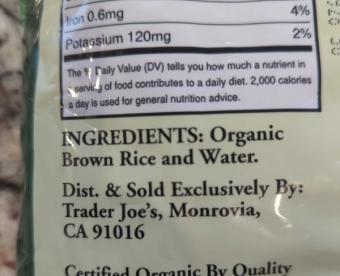 Iron 0.6mg 4%
Potassium 120mg 2%
The % Daily Value (DV) tells you how much a nutrient in
a serving of food contributes to a daily diet. 2,000 calories
a day is used for general nutrition advice.
INGREDIENTS: Organic
Brown Rice and Water.
Dist. & Sold Exclusively By:
Trader Joe's, Monrovia,
CA 91016
Certified Organic By Quality